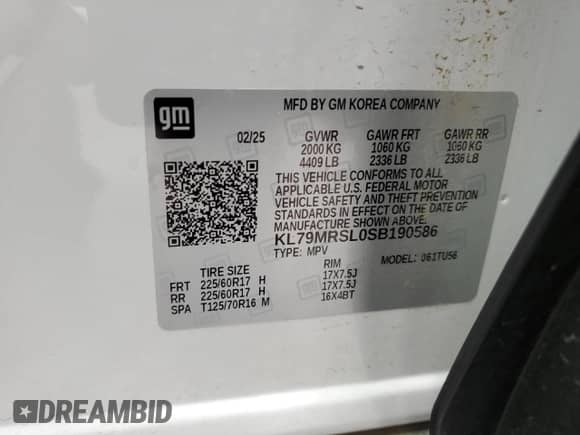 gm
MFD BY GM KOREA COMPANY
02/25 GVWR GAWR FRT GAWR RR
2000 KG 1060 KG 1060 KG
4409 LB 2336 LB 2336 LB
THIS VEHICLE CONFORMS TO ALL
APPLICABLE U.S. FEDERAL MOTOR
VEHICLE SAFETY AND THEFT PREVENTION
STANDARDS IN EFFECT ON THE DATE OF
MANUFACTURE
KL79MRSL0SB190586
TYPE: MPV MODEL: 061TU56
TIRE SIZE RIM
FRT 225/60R17 H 17X7.5J
RR 225/60R17 H 17X7.5J
SPA T125/70R16 M 16X4BT
DREAMBID